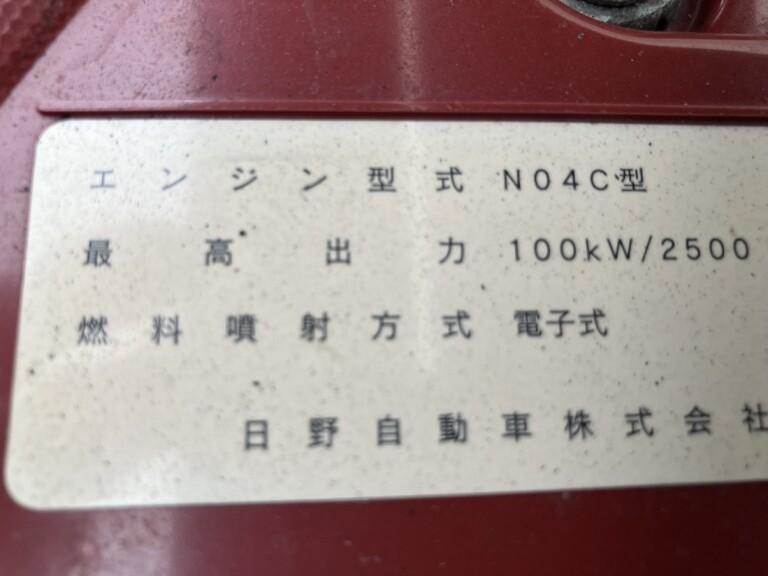 エンジン型式 N04C型
最高出力 100kW/2500
燃料噴射方式 電子式
日野自動車株式会社